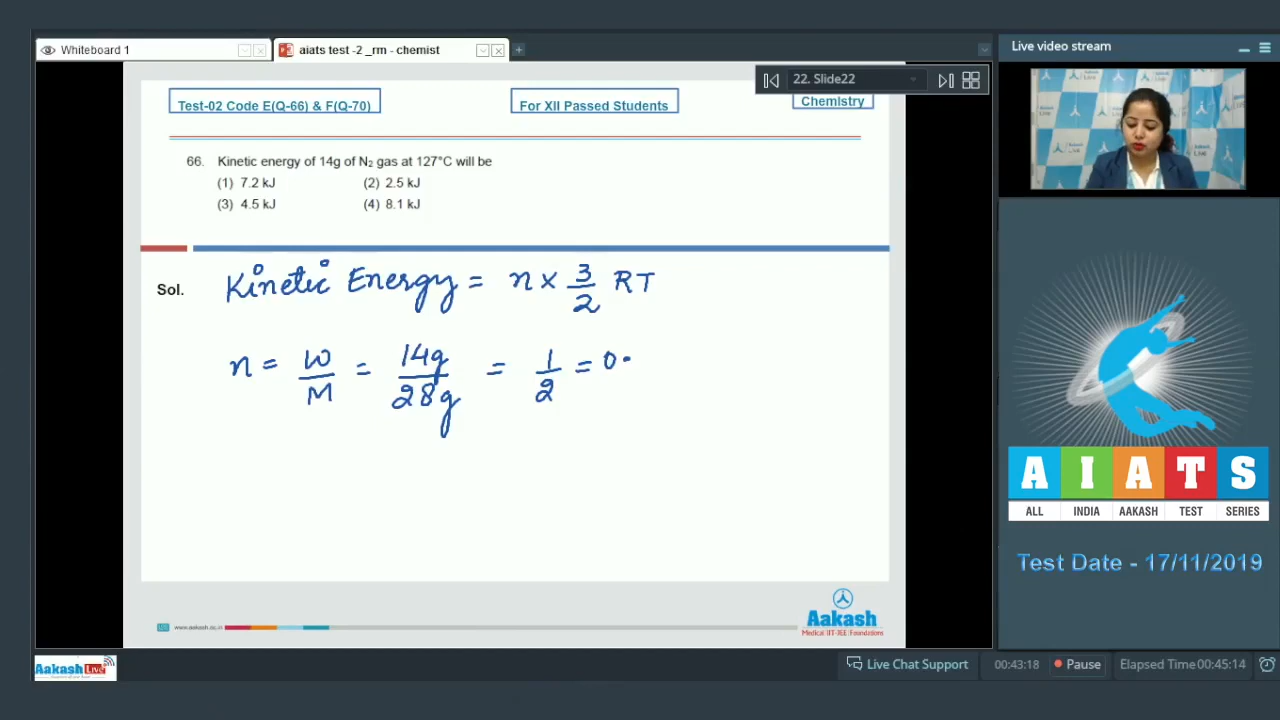 Whiteboard 1
aiats test -2 _rm - chemist
Live video stream
22. Slide22
Test-02 Code E(Q-66) & F(Q-70)
For XII Passed Students
Chemistry
66. Kinetic energy of 14g of N₂ gas at 127°C will be
(1) 7.2 kJ (2) 2.5 kJ
(3) 4.5 kJ (4) 8.1 kJ
Sol. Kinetic Energy = n × 3/2 RT
n = W/M = 14g/28g = 1/2 = 0.
AIATS
ALL INDIA AAKASH TEST SERIES
Test Date - 17/11/2019
Aakash
Medical IIT-JEE Foundations
Aakash Live
Live Chat Support
00:43:18
Pause
Elapsed Time 00:45:14